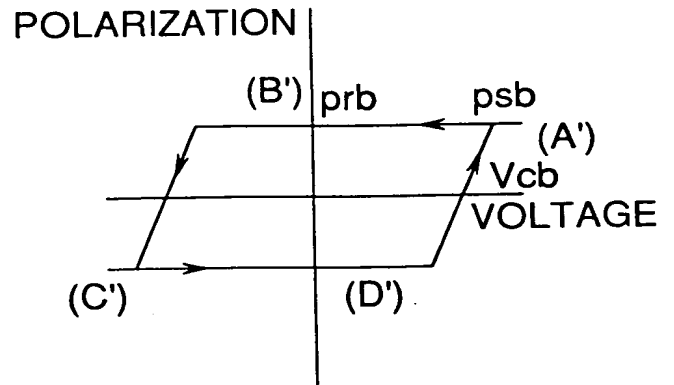 POLARIZATION
(B') prb psb
(A')
Vcb
VOLTAGE
(C') (D')